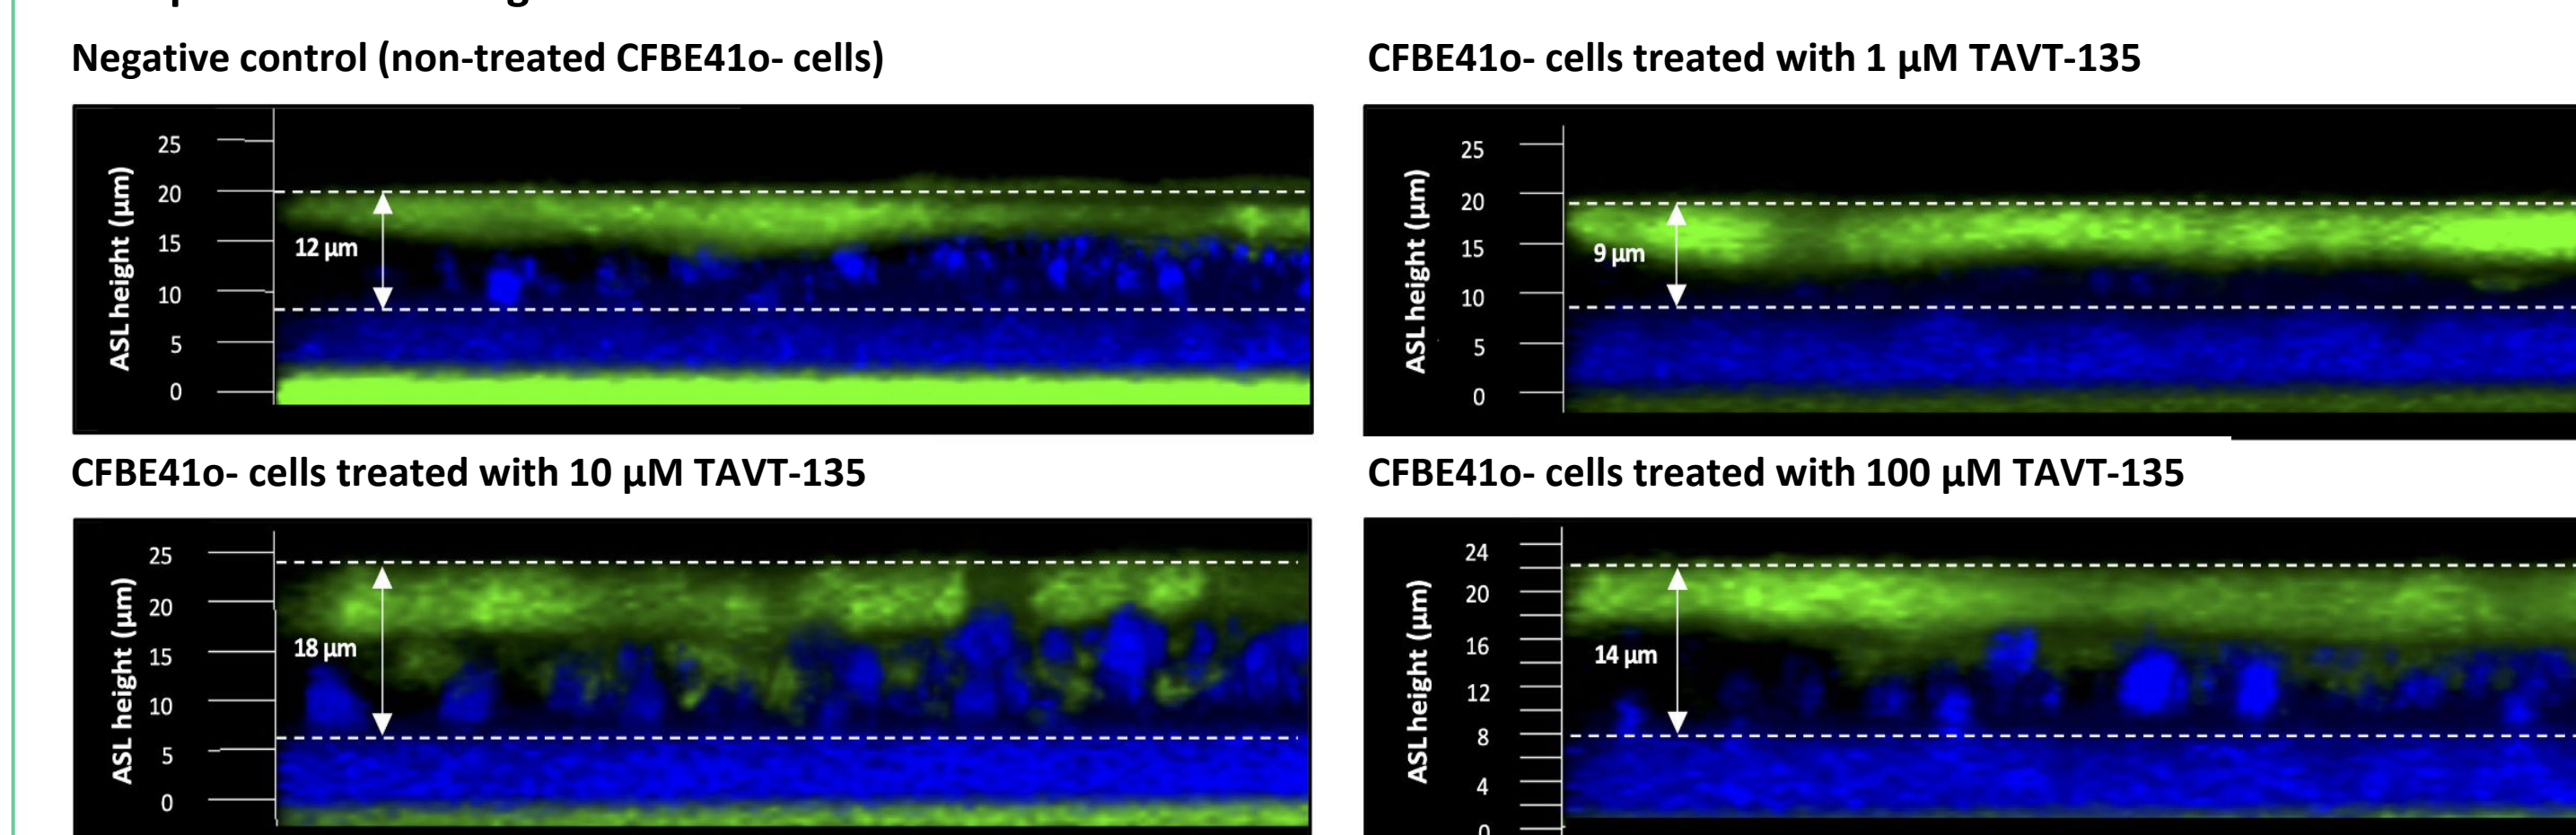 Negative control (non-treated CFBE41o- cells)
ASL height (μm)
25
20
15
10
5
0
12 μm
CFBE41o- cells treated with 1 μM TAVT-135
ASL height (μm)
25
20
15
10
5
0
9 μm
CFBE41o- cells treated with 10 μM TAVT-135
ASL height (μm)
25
20
15
10
5
0
18 μm
CFBE41o- cells treated with 100 μM TAVT-135
ASL height (μm)
24
20
16
12
8
4
0
14 μm